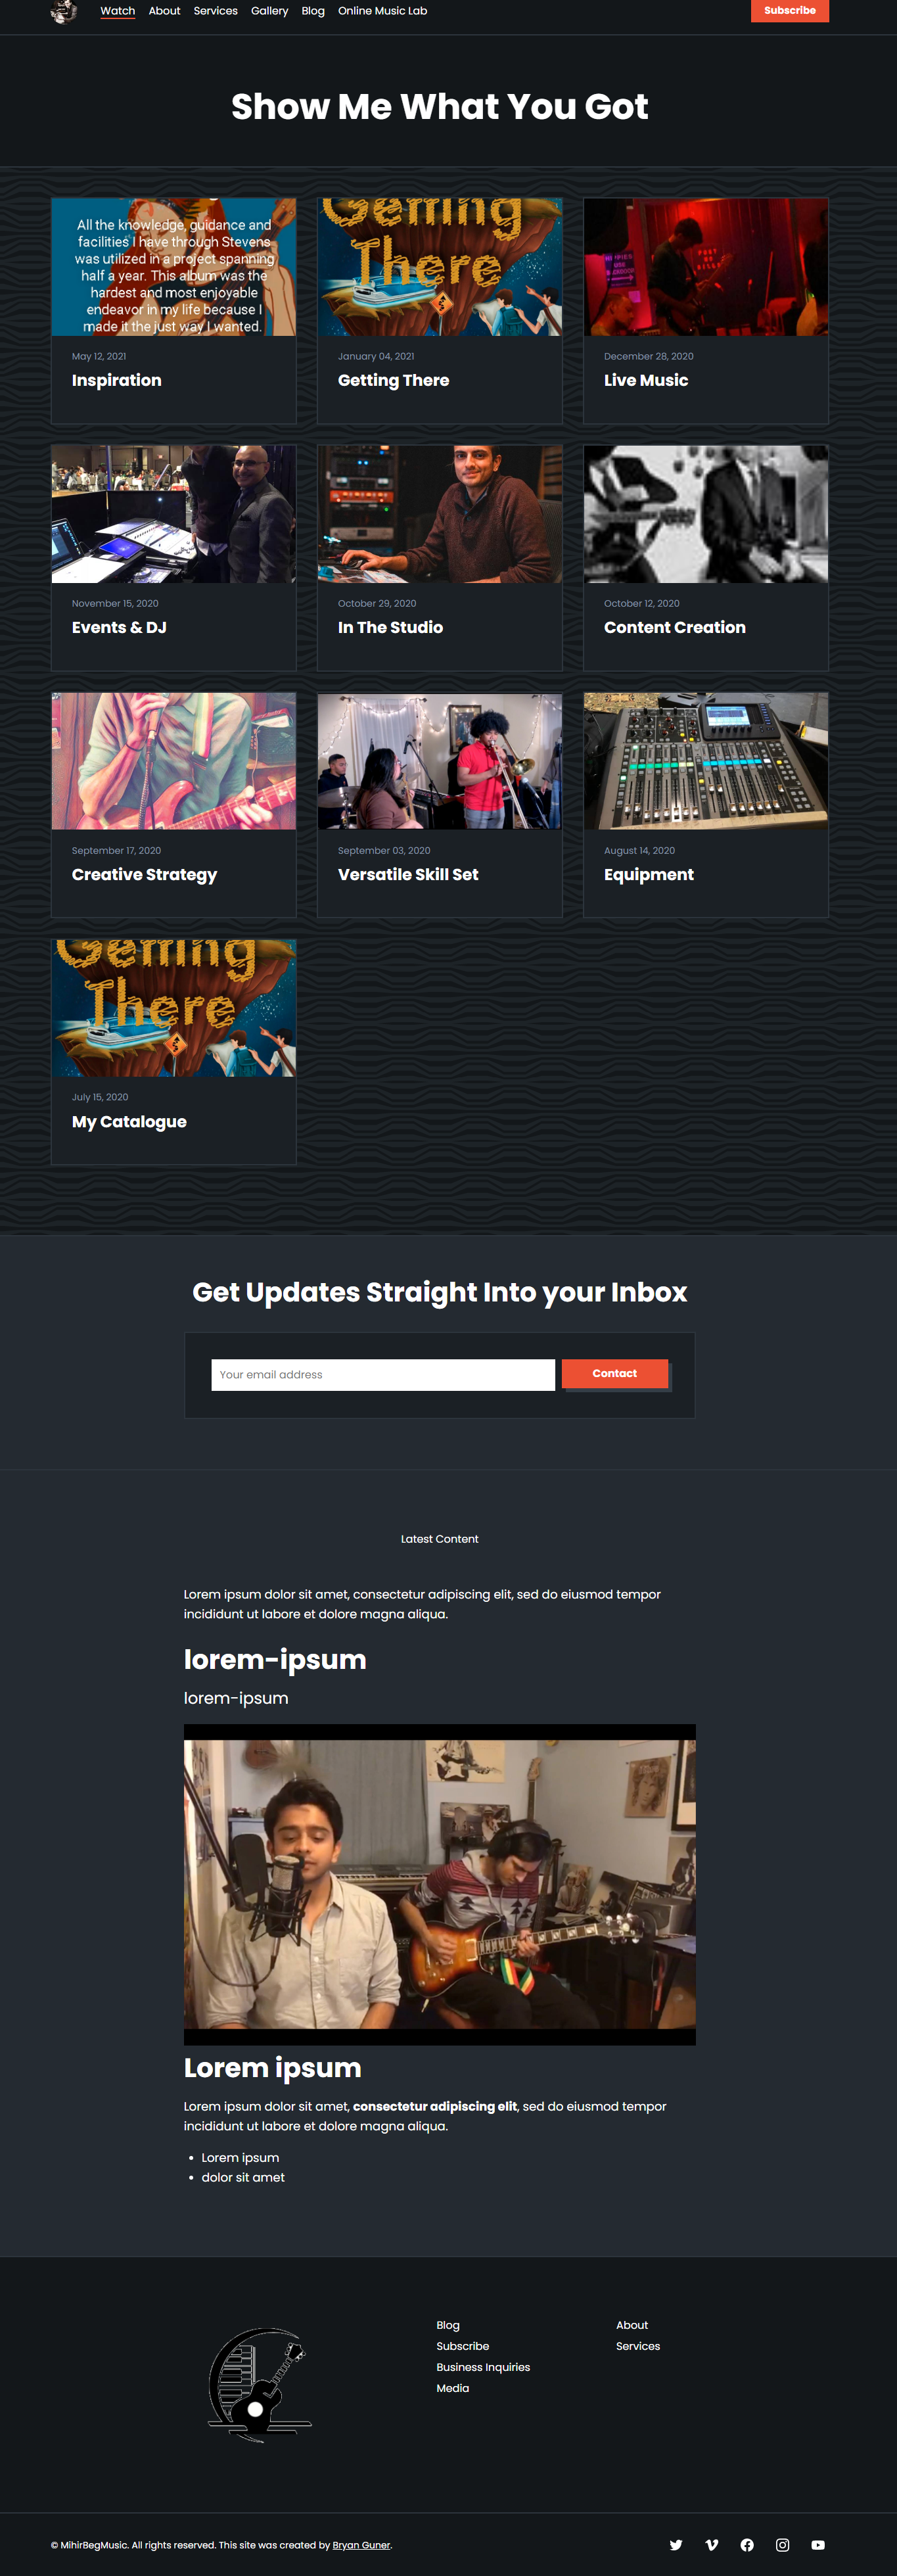 Watch About Services Gallery Blog Online Music Lab Subscribe
Show Me What You Got
All the knowledge, guidance and
facilities I have through Stevens
was utilized in a project spanning
half a year. This album was the
hardest and most enjoyable
endeavor in my life because I
made it the just way I wanted.
May 12, 2021
Inspiration
Getting
There
January 04, 2021
Getting There
December 28, 2020
Live Music
November 15, 2020
Events & DJ
October 29, 2020
In The Studio
October 12, 2020
Content Creation
September 17, 2020
Creative Strategy
September 03, 2020
Versatile Skill Set
August 14, 2020
Equipment
Getting
There
July 15, 2020
My Catalogue
Get Updates Straight Into your Inbox
Your email address
Contact
Latest Content
Lorem ipsum dolor sit amet, consectetur adipiscing elit, sed do eiusmod tempor
incididunt ut labore et dolore magna aliqua.
lorem-ipsum
lorem-ipsum
Lorem ipsum
Lorem ipsum dolor sit amet, consectetur adipiscing elit, sed do eiusmod tempor
incididunt ut labore et dolore magna aliqua.
• Lorem ipsum
• dolor sit amet
Blog
Subscribe
Business Inquiries
Media
About
Services
© MihirBegMusic. All rights reserved. This site was created by Bryan Guner.